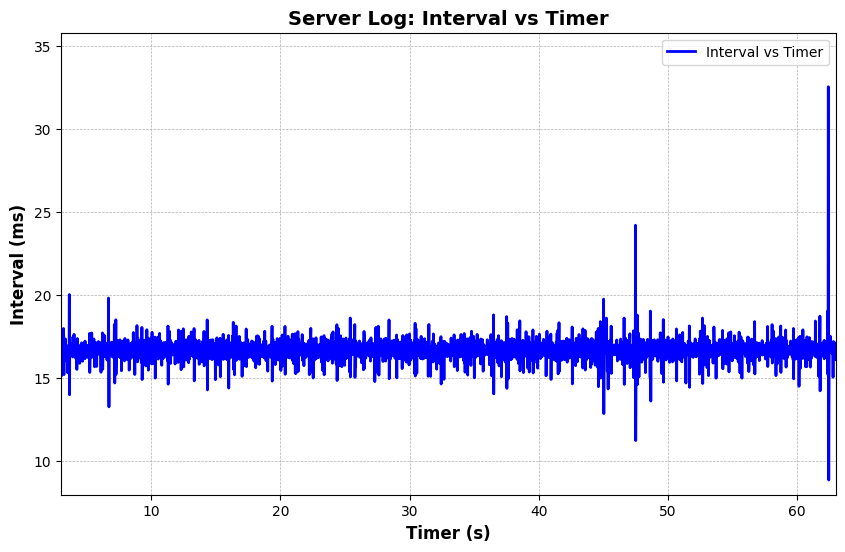 Server Log: Interval vs Timer
Interval vs Timer
35
30
25
20
15
10
Interval (ms)
10 20 30 40 50 60
Timer (s)